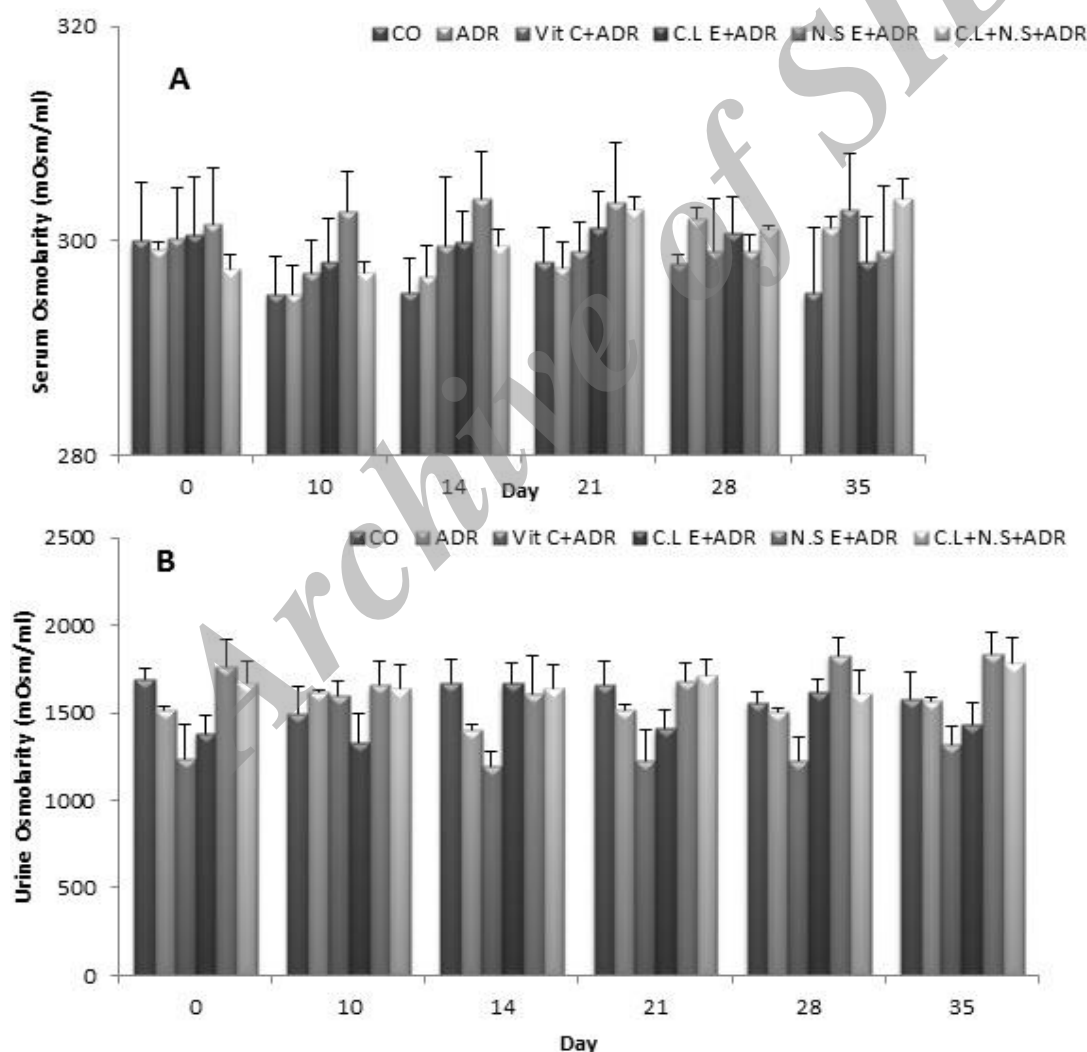 320
CO ADR Vit C+ADR C.L E+ADR N.S E+ADR C.L+N.S+ADR
A
Serum Osmolarity (mOsm/ml)
300
280
0 10 14 21 28 35
Day
2500
CO ADR Vit C+ADR C.L E+ADR N.S E+ADR C.L+N.S+ADR
B
Urine Osmolarity (mOsm/ml)
2000
1500
1000
500
0
0 10 14 21 28 35
Day
Archive of